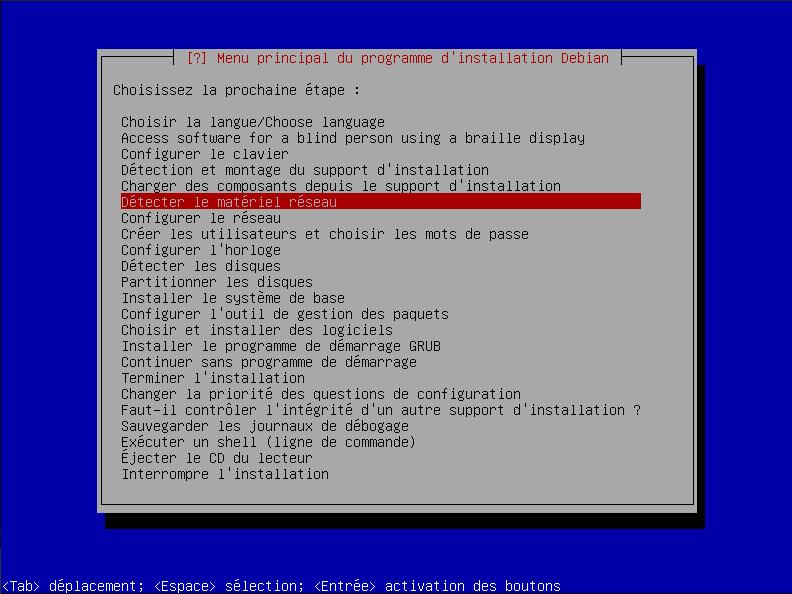 [?] Menu principal du programme d'installation Debian
Choisissez la prochaine étape :
Choisir la langue/Choose language
Access software for a blind person using a braille display
Configurer le clavier
Détection et montage du support d'installation
Charger des composants depuis le support d'installation
Détecter le matériel réseau
Configurer le réseau
Créer les utilisateurs et choisir les mots de passe
Configurer l'horloge
Détecter les disques
Partitionner les disques
Installer le système de base
Configurer l'outil de gestion des paquets
Choisir et installer des logiciels
Installer le programme de démarrage GRUB
Continuer sans programme de démarrage
Terminer l'installation
Changer la priorité des questions de configuration
Faut-il contrôler l'intégrité d'un autre support d'installation ?
Sauvegarder les journaux de débogage
Exécuter un shell (ligne de commande)
Éjecter le CD du lecteur
Interrompre l'installation
<Tab> déplacement; <Espace> sélection; <Entrée> activation des boutons